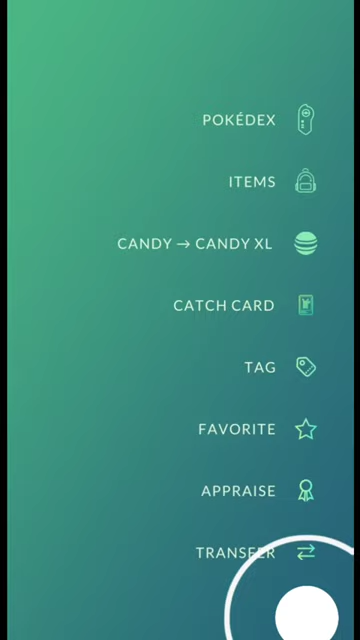 POKÉDEX
ITEMS
CANDY → CANDY XL
CATCH CARD
TAG
FAVORITE
APPRAISE
TRANSFER